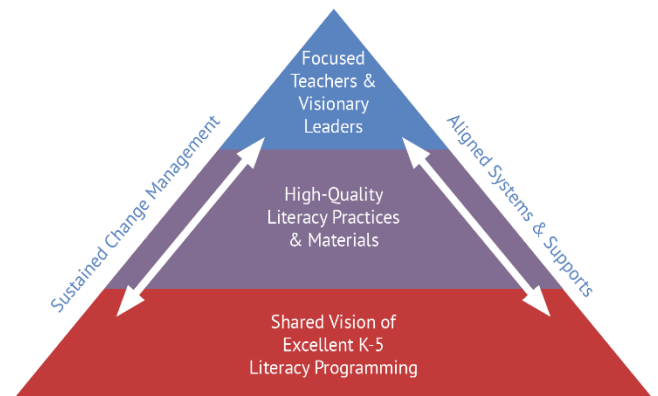 Focused
Teachers &
Visionary
Leaders
Sustained Change Management
Aligned Systems & Supports
High-Quality
Literacy Practices
& Materials
Shared Vision of
Excellent K-5
Literacy Programming